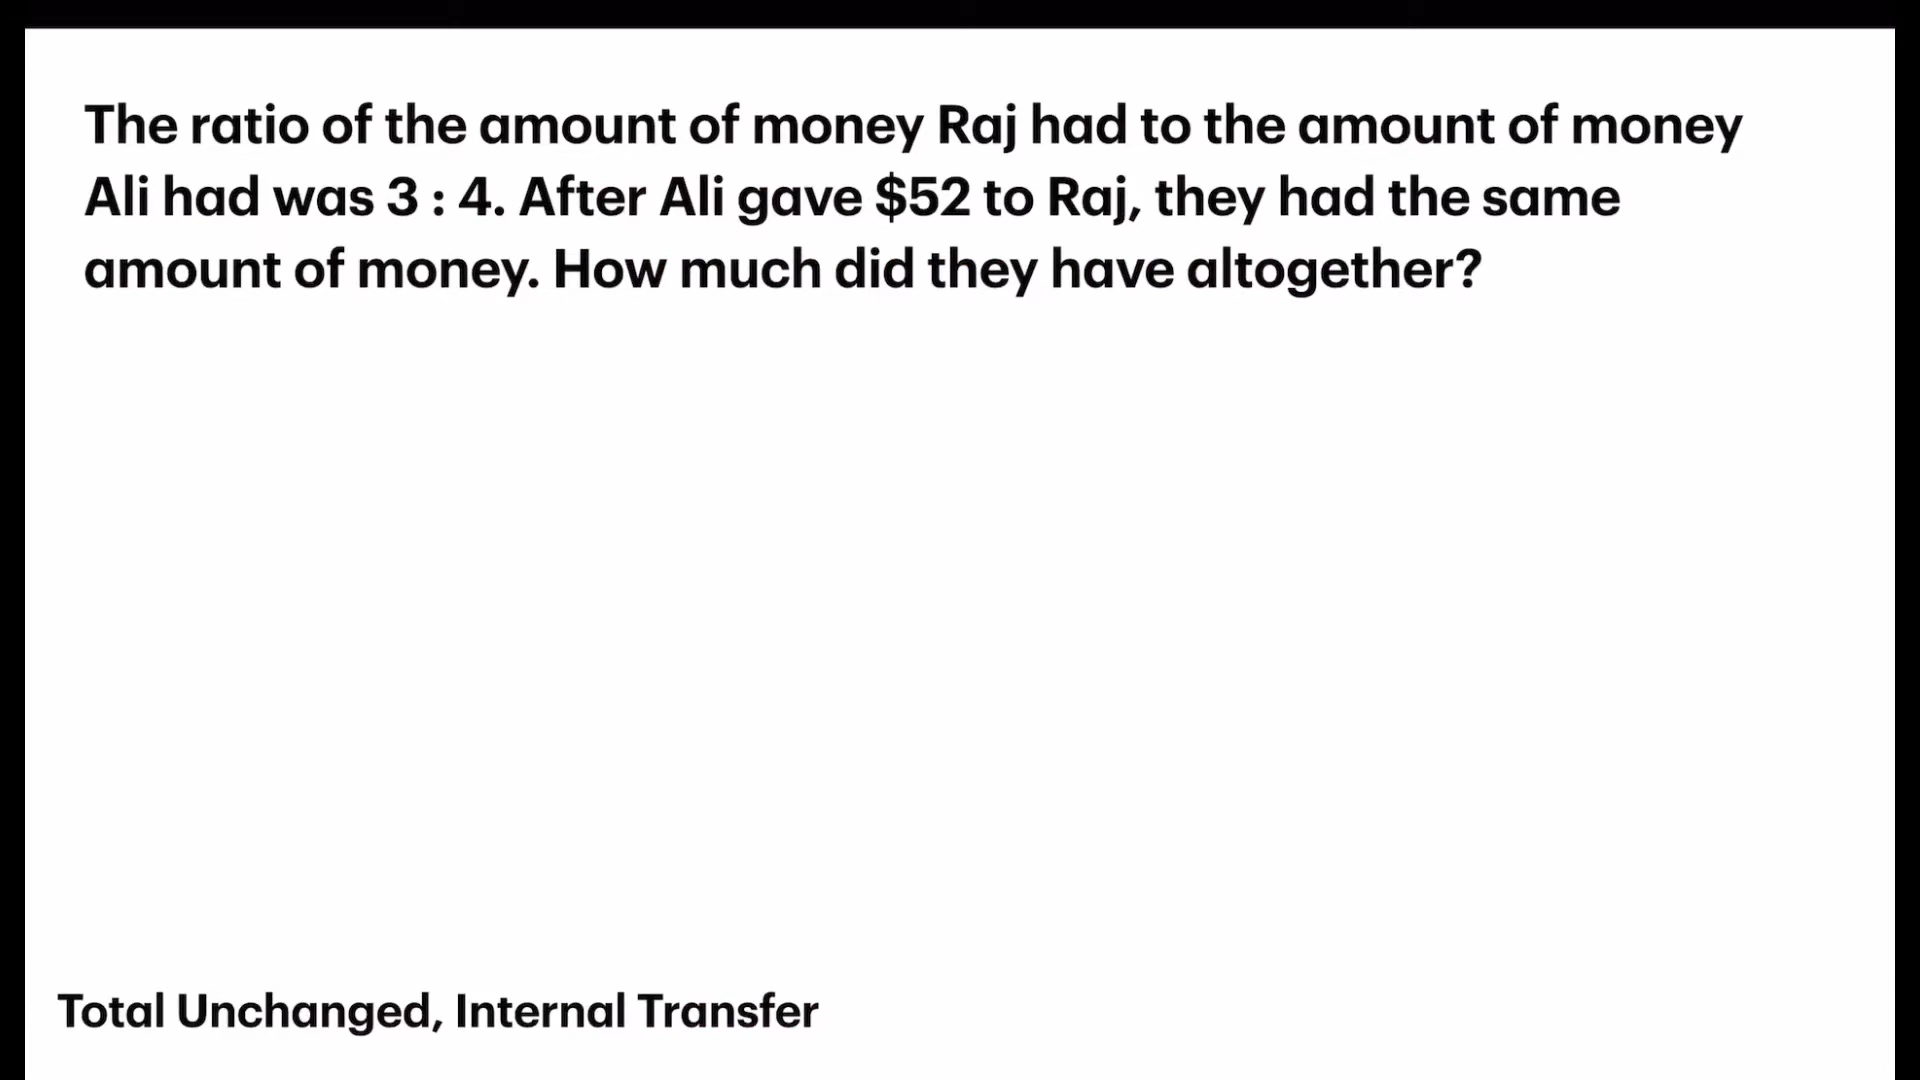 The ratio of the amount of money Raj had to the amount of money
Ali had was 3 : 4. After Ali gave $52 to Raj, they had the same
amount of money. How much did they have altogether?
Total Unchanged, Internal Transfer